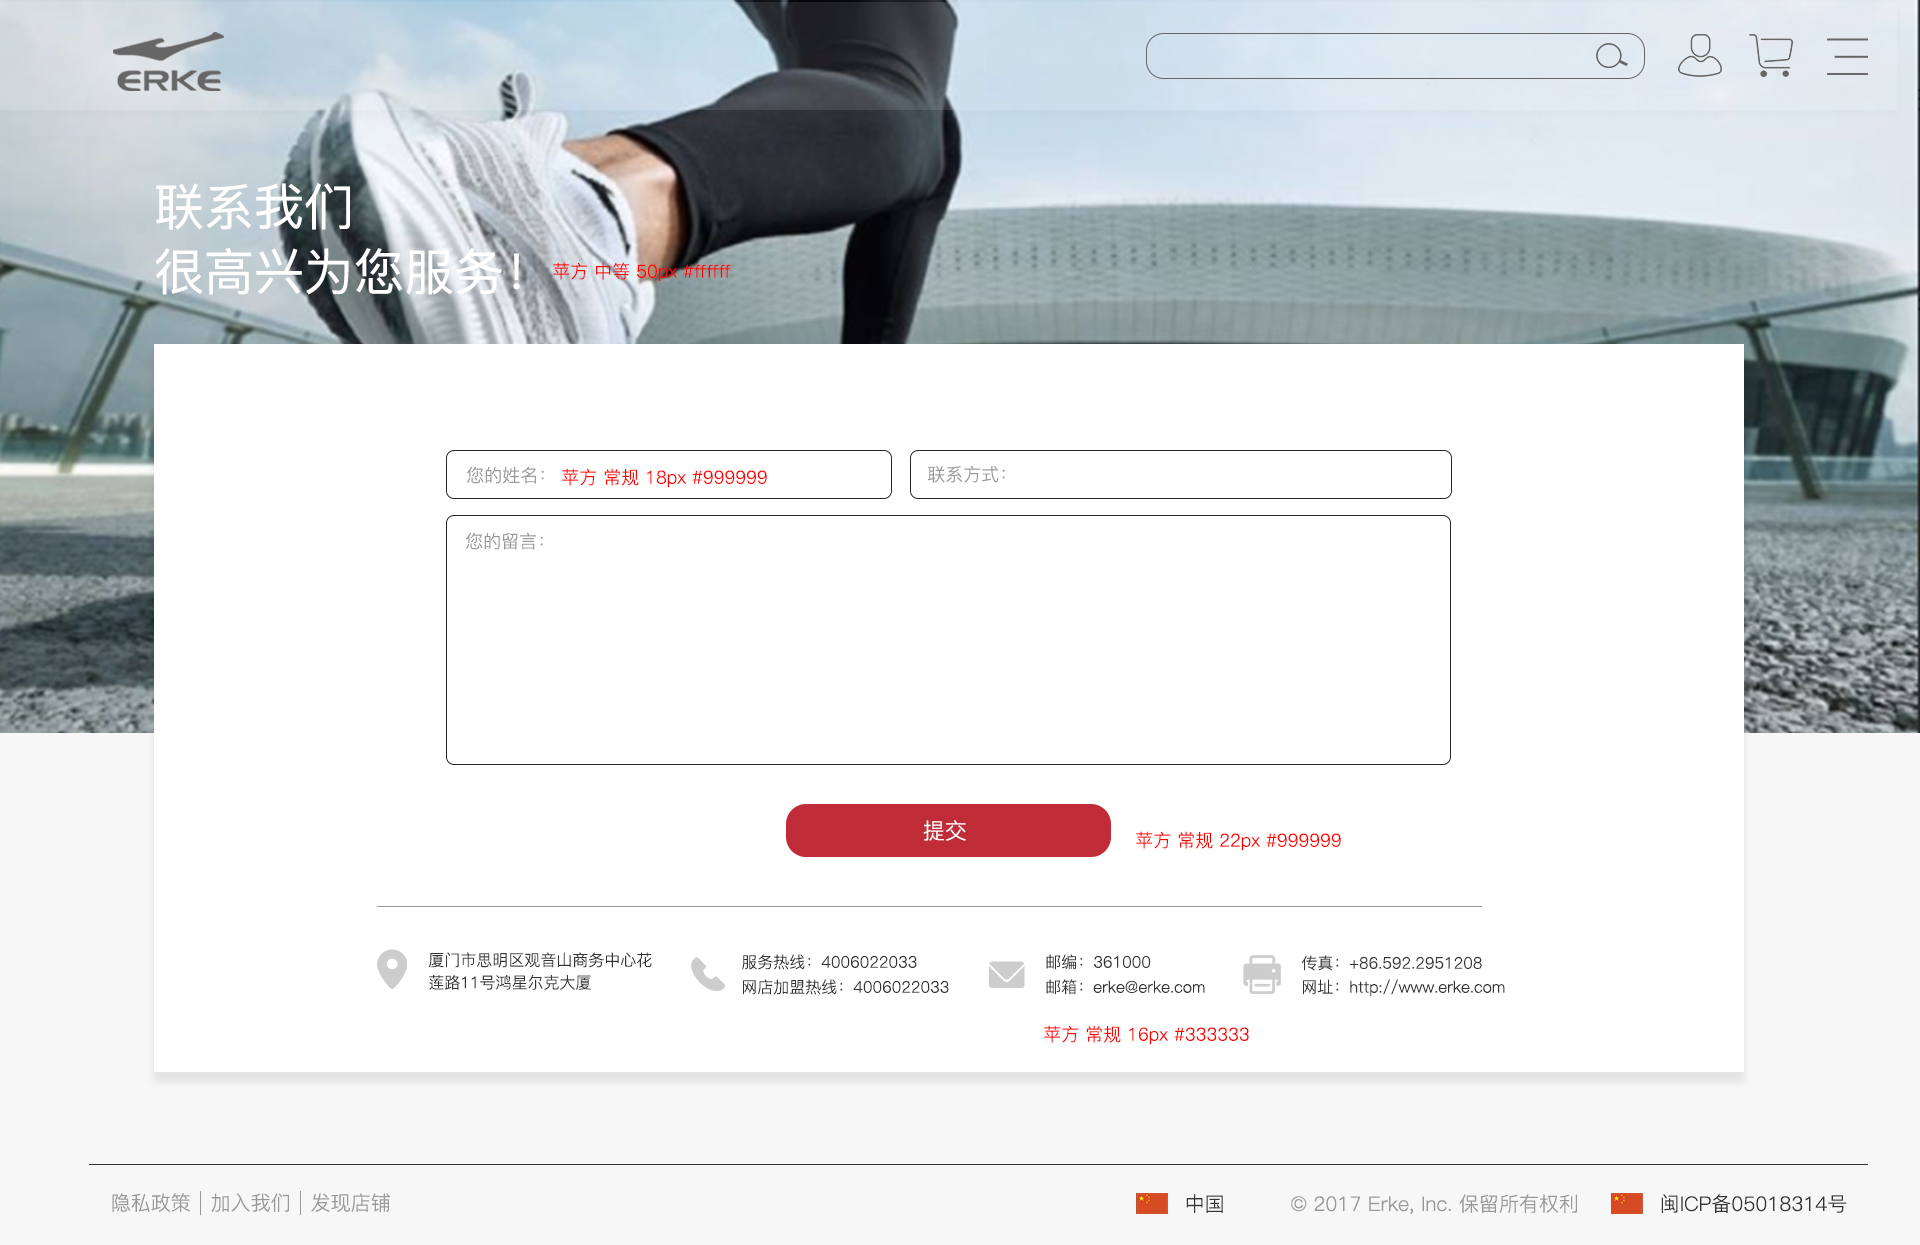 ERKE
联系我们
很高兴为您服务！ 苹方 中等 50px #ffffff
您的姓名： 苹方 常规 18px #999999 联系方式：
您的留言：
提交 苹方 常规 22px #999999
厦门市思明区观音山商务中心花
莲路11号鸿星尔克大厦
服务热线：4006022033
网店加盟热线：4006022033
邮编：361000
邮箱：erke@erke.com
传真：+86.592.2951208
网址：http://www.erke.com
苹方 常规 16px #333333
隐私政策│加入我们│发现店铺 中国 © 2017 Erke, Inc. 保留所有权利 闽ICP备05018314号